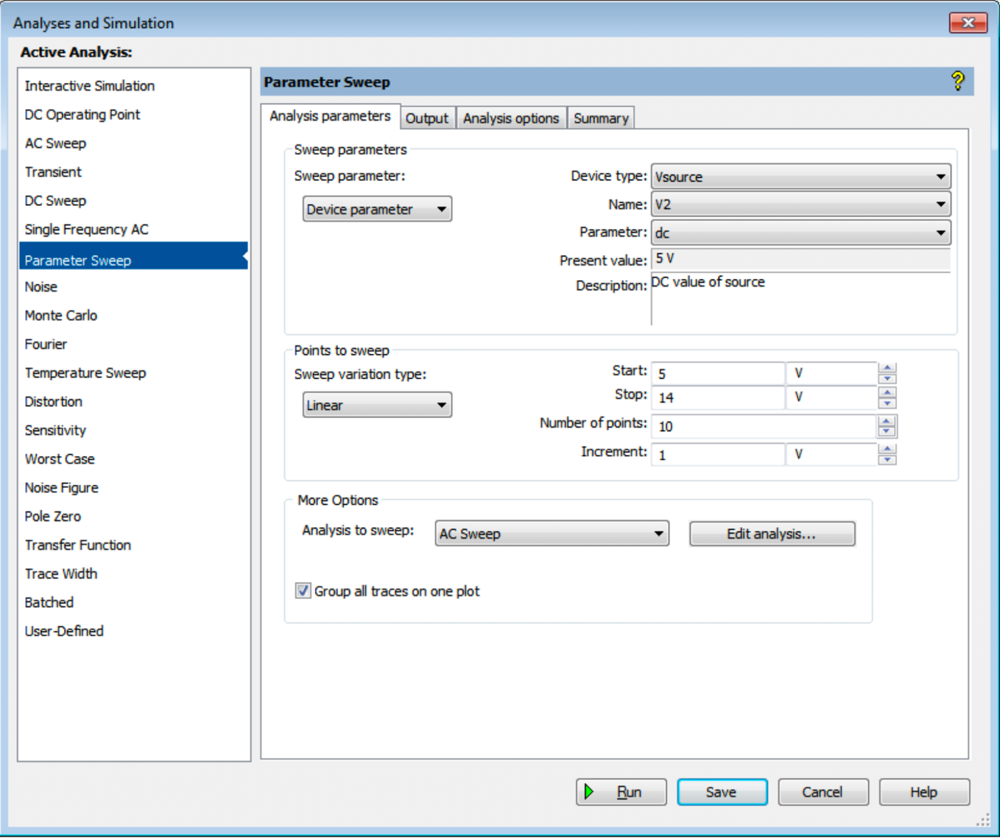 Analyses and Simulation
Active Analysis:
Interactive Simulation
DC Operating Point
AC Sweep
Transient
DC Sweep
Single Frequency AC
Parameter Sweep
Noise
Monte Carlo
Fourier
Temperature Sweep
Distortion
Sensitivity
Worst Case
Noise Figure
Pole Zero
Transfer Function
Trace Width
Batched
User-Defined
Parameter Sweep
Analysis parameters Output Analysis options Summary
Sweep parameters
Sweep parameter:
Device parameter
Device type: Vsource
Name: V2
Parameter: dc
Present value: 5 V
Description: DC value of source
Points to sweep
Sweep variation type:
Linear
Start: 5 V
Stop: 14 V
Number of points: 10
Increment: 1 V
More Options
Analysis to sweep: AC Sweep Edit analysis...
Group all traces on one plot
Run Save Cancel Help